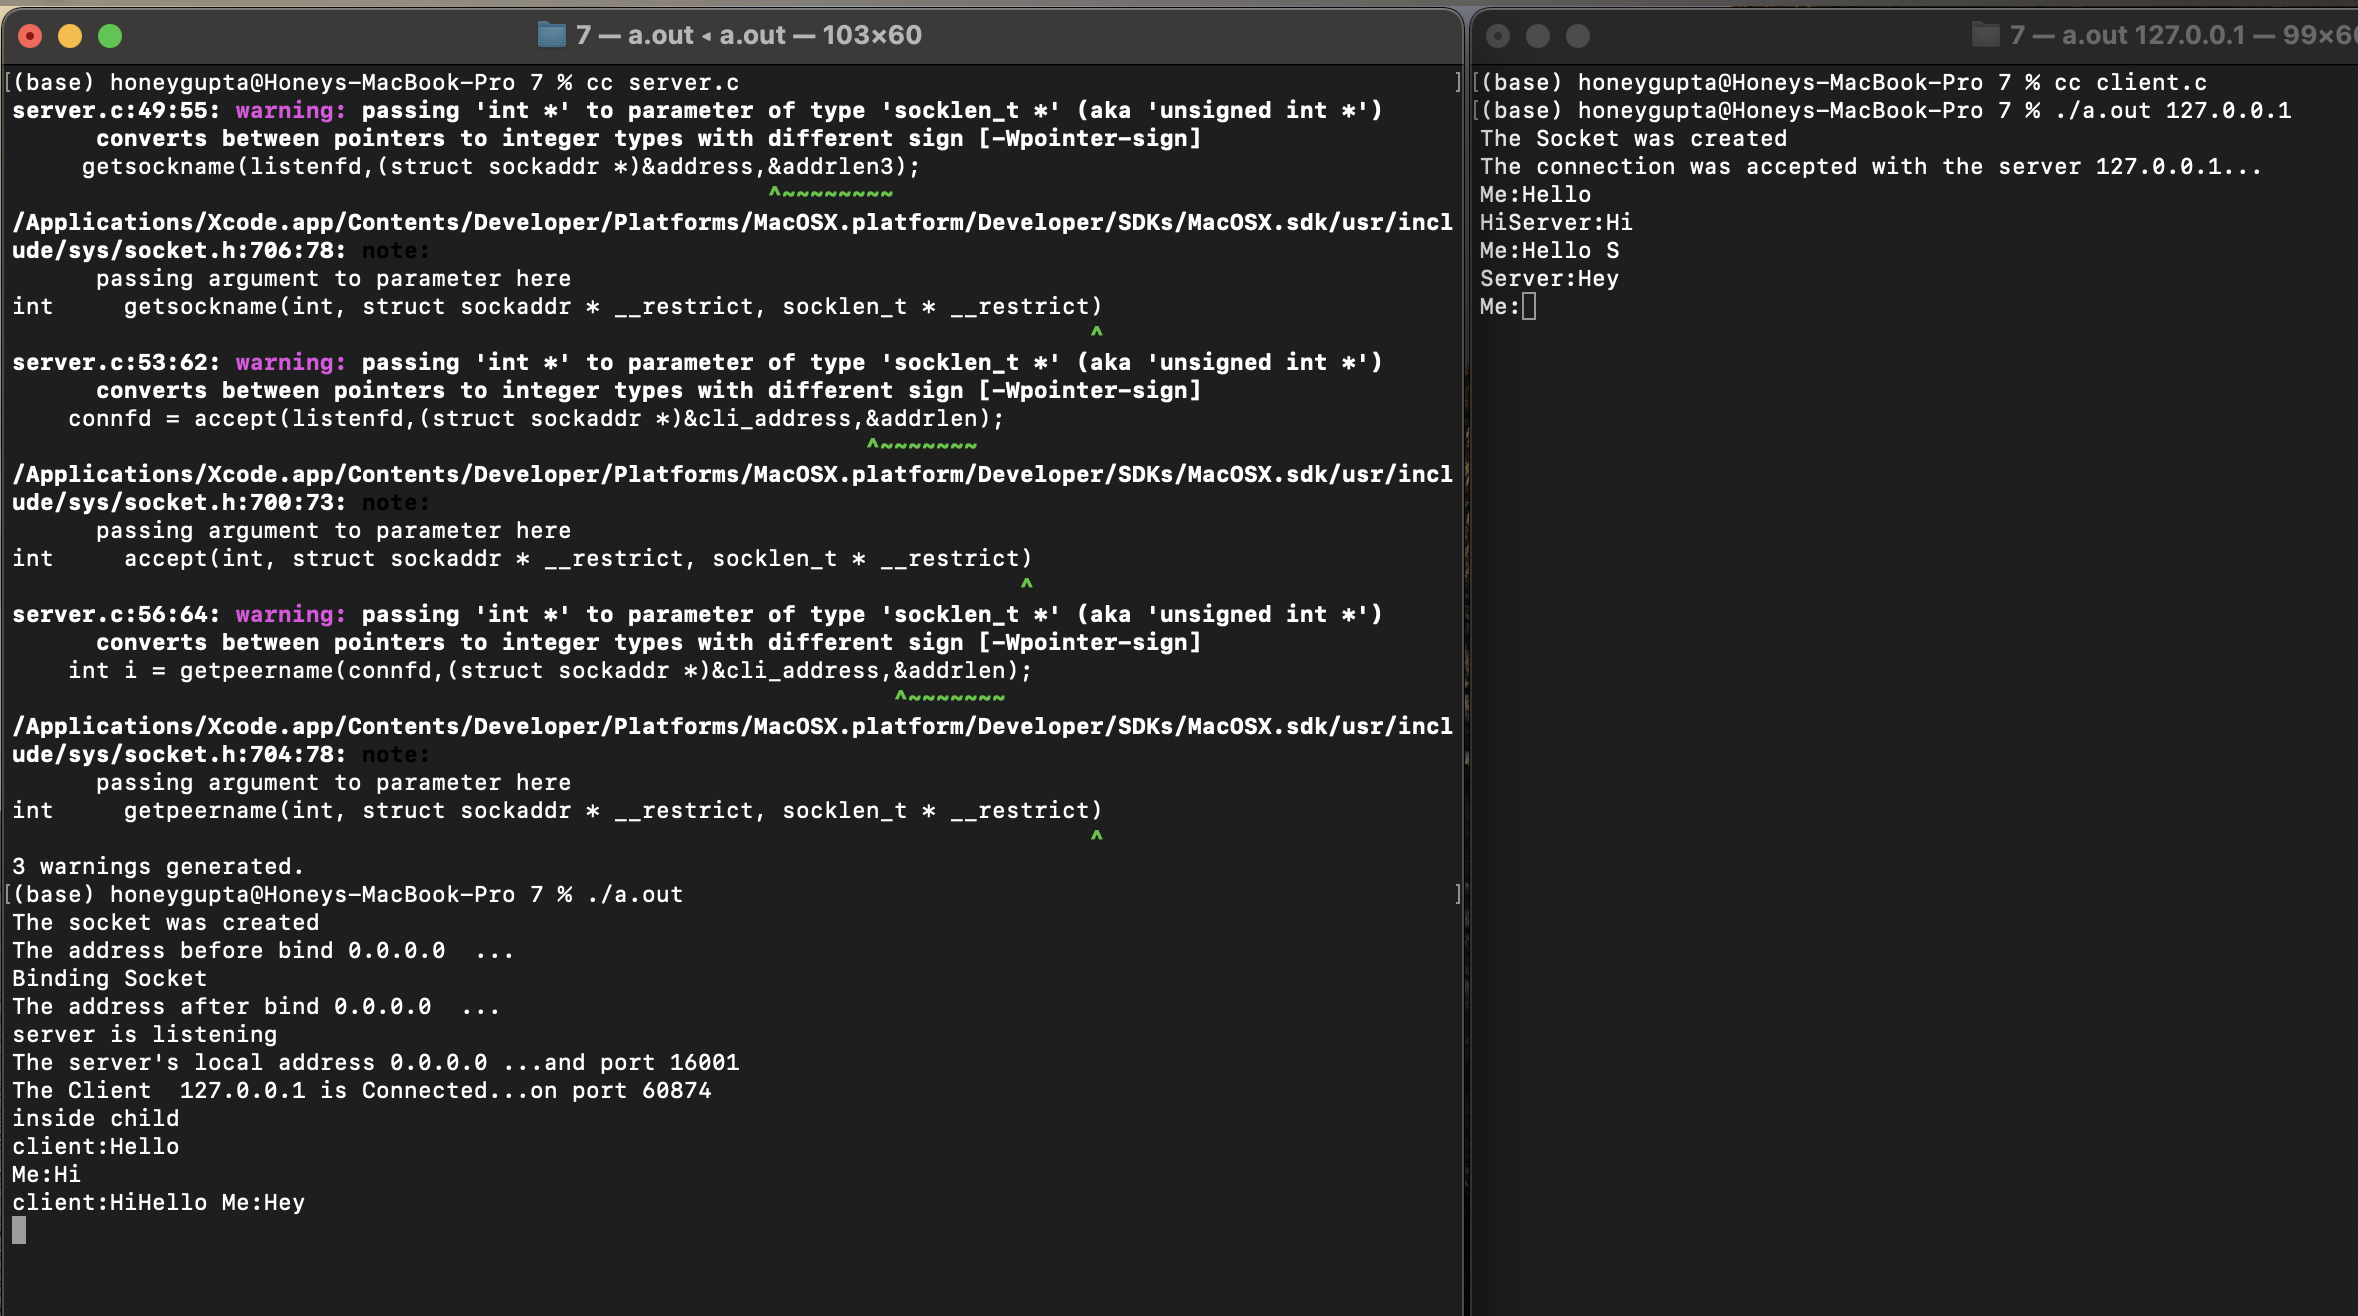 7 — a.out ◂ a.out — 103×60
[(base) honeygupta@Honeys-MacBook-Pro 7 % cc server.c ]
server.c:49:55: warning: passing 'int *' to parameter of type 'socklen_t *' (aka 'unsigned int *')
      converts between pointers to integer types with different sign [-Wpointer-sign]
     getsockname(listenfd,(struct sockaddr *)&address,&addrlen3);
                                                      ^~~~~~~~~
/Applications/Xcode.app/Contents/Developer/Platforms/MacOSX.platform/Developer/SDKs/MacOSX.sdk/usr/incl
ude/sys/socket.h:706:78: note:
      passing argument to parameter here
int     getsockname(int, struct sockaddr * __restrict, socklen_t * __restrict)
                                                                             ^
server.c:53:62: warning: passing 'int *' to parameter of type 'socklen_t *' (aka 'unsigned int *')
      converts between pointers to integer types with different sign [-Wpointer-sign]
    connfd = accept(listenfd,(struct sockaddr *)&cli_address,&addrlen);
                                                             ^~~~~~~~
/Applications/Xcode.app/Contents/Developer/Platforms/MacOSX.platform/Developer/SDKs/MacOSX.sdk/usr/incl
ude/sys/socket.h:700:73: note:
      passing argument to parameter here
int     accept(int, struct sockaddr * __restrict, socklen_t * __restrict)
                                                                        ^
server.c:56:64: warning: passing 'int *' to parameter of type 'socklen_t *' (aka 'unsigned int *')
      converts between pointers to integer types with different sign [-Wpointer-sign]
    int i = getpeername(connfd,(struct sockaddr *)&cli_address,&addrlen);
                                                               ^~~~~~~~
/Applications/Xcode.app/Contents/Developer/Platforms/MacOSX.platform/Developer/SDKs/MacOSX.sdk/usr/incl
ude/sys/socket.h:704:78: note:
      passing argument to parameter here
int     getpeername(int, struct sockaddr * __restrict, socklen_t * __restrict)
                                                                             ^
3 warnings generated.
[(base) honeygupta@Honeys-MacBook-Pro 7 % ./a.out ]
The socket was created
The address before bind 0.0.0.0  ...
Binding Socket
The address after bind 0.0.0.0  ...
server is listening
The server's local address 0.0.0.0 ...and port 16001
The Client  127.0.0.1 is Connected...on port 60874
inside child
client:Hello
Me:Hi
client:HiHello Me:Hey
7 — a.out 127.0.0.1 — 99×6
[(base) honeygupta@Honeys-MacBook-Pro 7 % cc client.c
[(base) honeygupta@Honeys-MacBook-Pro 7 % ./a.out 127.0.0.1
The Socket was created
The connection was accepted with the server 127.0.0.1...
Me:Hello
HiServer:Hi
Me:Hello S
Server:Hey
Me: